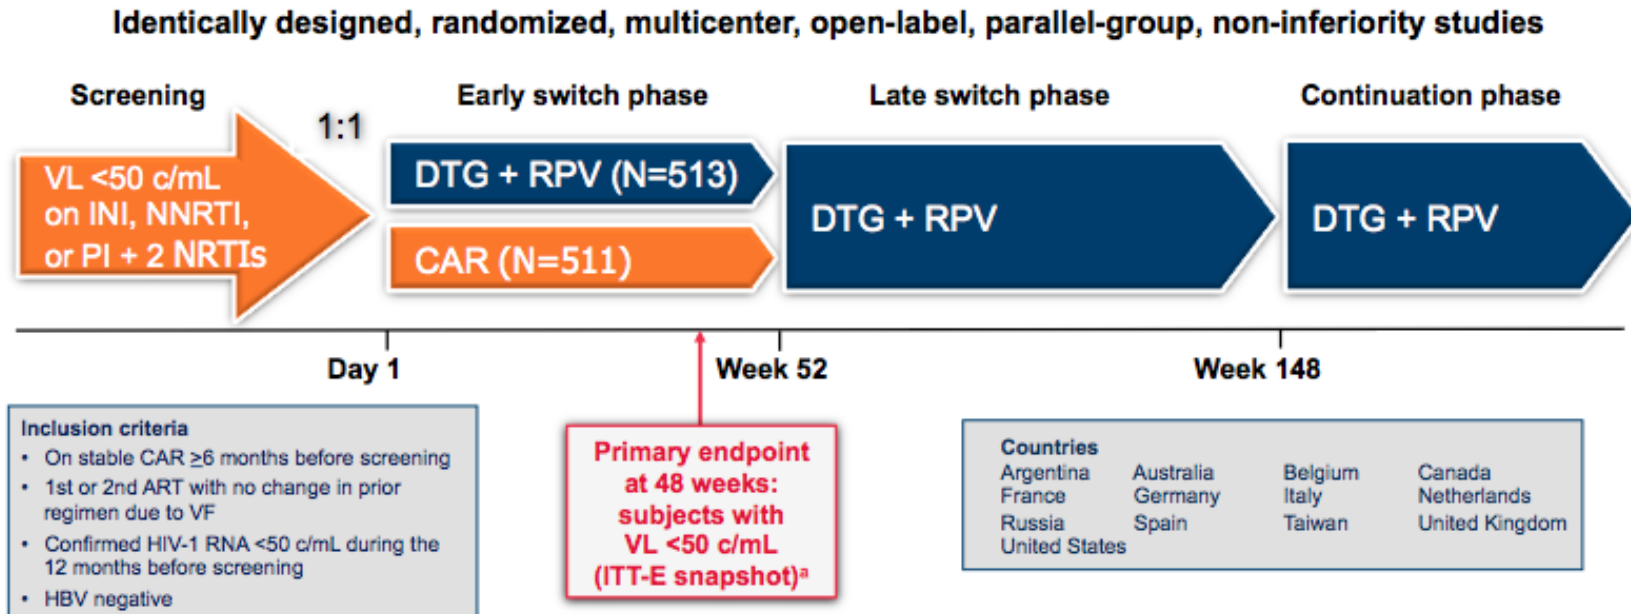 Identically designed, randomized, multicenter, open-label, parallel-group, non-inferiority studies
Screening
Early switch phase
Late switch phase
Continuation phase
1:1
VL <50 c/mL
on INI, NNRTI,
or PI + 2 NRTIs
DTG + RPV (N=513)
CAR (N=511)
DTG + RPV
DTG + RPV
Day 1
Week 52
Week 148
Inclusion criteria
• On stable CAR ≥6 months before screening
• 1st or 2nd ART with no change in prior
regimen due to VF
• Confirmed HIV-1 RNA <50 c/mL during the
12 months before screening
• HBV negative
Primary endpoint
at 48 weeks:
subjects with
VL <50 c/mL
(ITT-E snapshot)ᵃ
Countries
Argentina Australia Belgium Canada
France Germany Italy Netherlands
Russia Spain Taiwan United Kingdom
United States